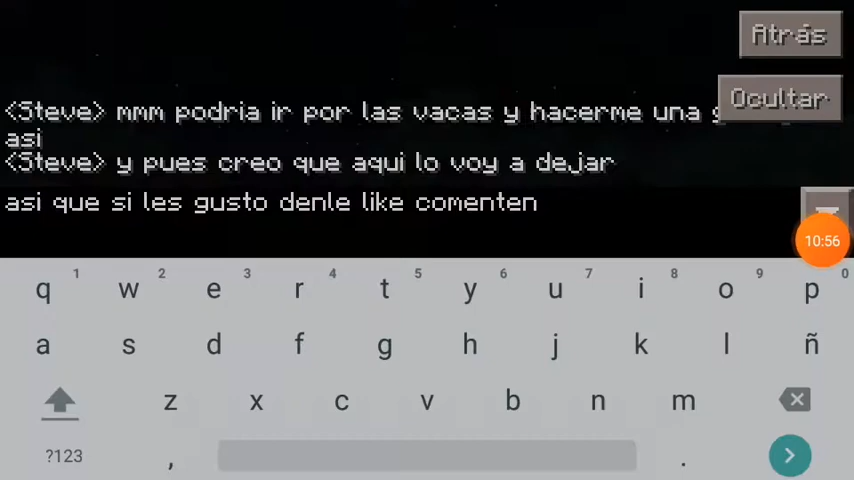 Atrás
Ocultar
<Steve> mmm podria ir por las vacas y hacerme una
asi
<Steve> y pues creo que aqui lo voy a dejar
asi que si les gusto denle like comenten
10:56
q 1 w 2 e 3 r 4 t 5 y 6 u 7 i 8 o 9 p 0
a s d f g h j k l ñ
z x c v b n m
?123 , .